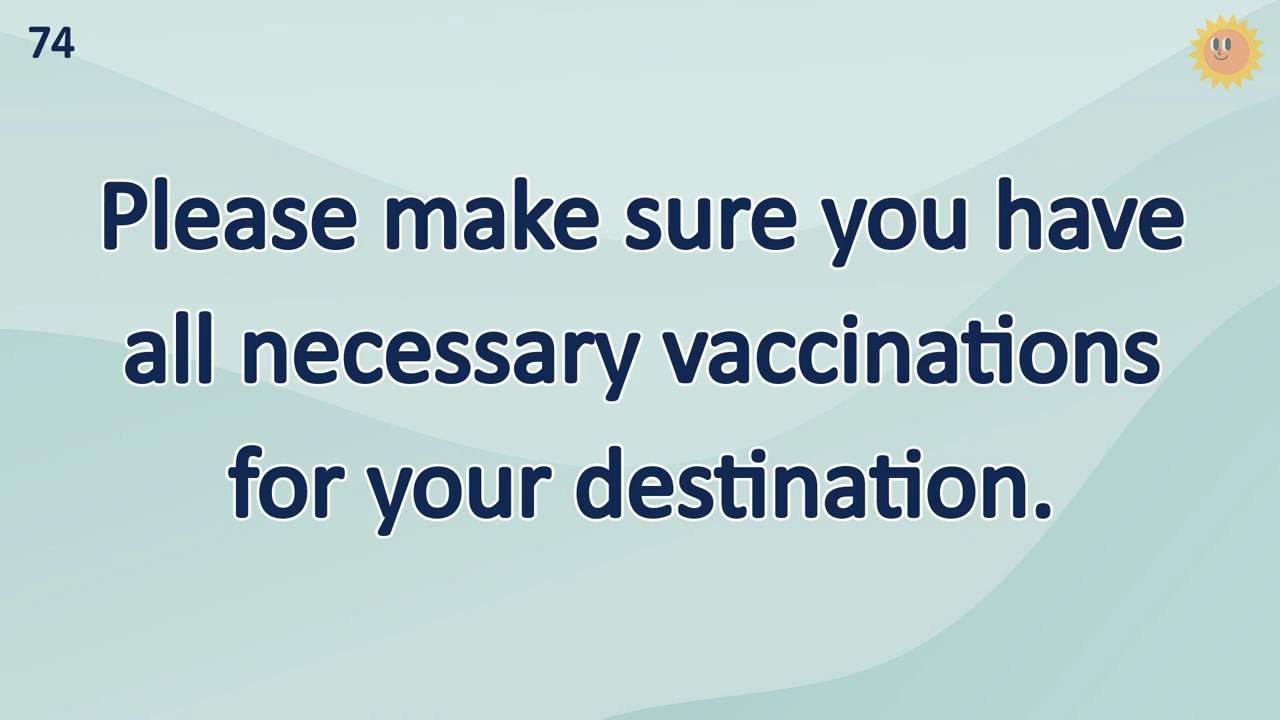 74
Please make sure you have
all necessary vaccinations
for your destination.